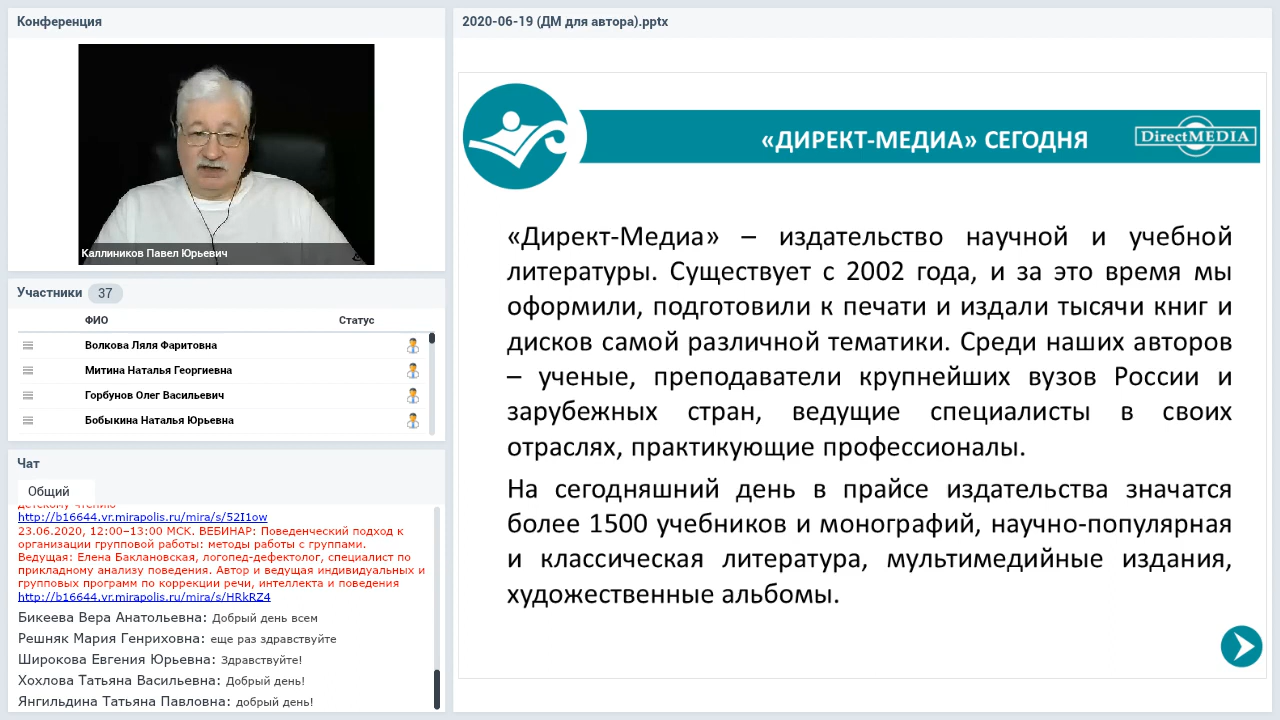 Конференция
Каллиников Павел Юрьевич
Участники 37
ФИО Статус
Волкова Ляля Фаритовна
Митина Наталья Георгиевна
Горбунов Олег Васильевич
Бобыкина Наталья Юрьевна
Чат
Общий
детскому чтению
http://b16644.vr.mirapolis.ru/mira/s/52I1ow
23.06.2020, 12:00–13:00 МСК. ВЕБИНАР: Поведенческий подход к
организации групповой работы: методы работы с группами.
Ведущая: Елена Баклановская, логопед-дефектолог, специалист по
прикладному анализу поведения. Автор и ведущая индивидуальных и
групповых программ по коррекции речи, интеллекта и поведения
http://b16644.vr.mirapolis.ru/mira/s/HRkRZ4
Бикеева Вера Анатольевна: Добрый день всем
Решняк Мария Генриховна: еще раз здравствуйте
Широкова Евгения Юрьевна: Здравствуйте!
Хохлова Татьяна Васильевна: Добрый день!
Янгильдина Татьяна Павловна: добрый день!
2020-06-19 (ДМ для автора).pptx
«ДИРЕКТ-МЕДИА» СЕГОДНЯ
DirectMEDIA
«Директ-Медиа» – издательство научной и учебной
литературы. Существует с 2002 года, и за это время мы
оформили, подготовили к печати и издали тысячи книг и
дисков самой различной тематики. Среди наших авторов
– ученые, преподаватели крупнейших вузов России и
зарубежных стран, ведущие специалисты в своих
отраслях, практикующие профессионалы.
На сегодняшний день в прайсе издательства значатся
более 1500 учебников и монографий, научно-популярная
и классическая литература, мультимедийные издания,
художественные альбомы.